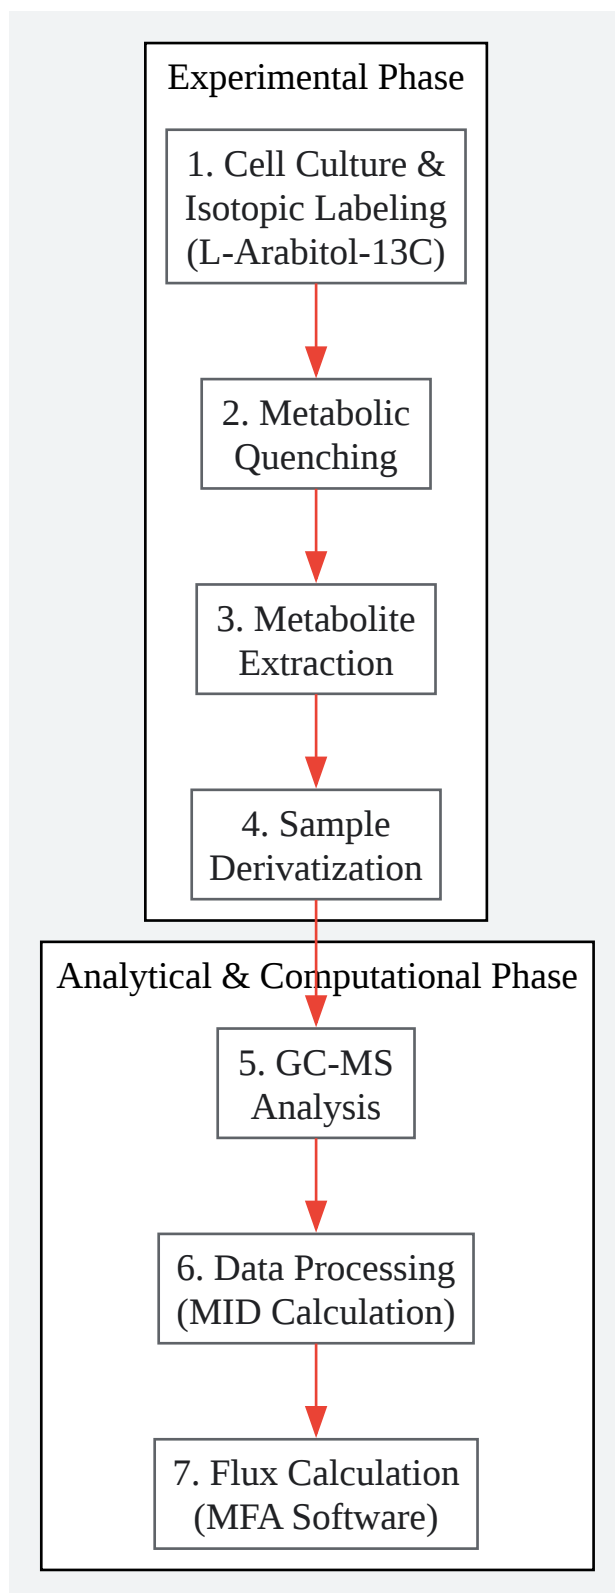 Experimental Phase
1. Cell Culture &
Isotopic Labeling
(L-Arabitol-13C)
2. Metabolic
Quenching
3. Metabolite
Extraction
4. Sample
Derivatization
Analytical & Computational Phase
5. GC-MS
Analysis
6. Data Processing
(MID Calculation)
7. Flux Calculation
(MFA Software)